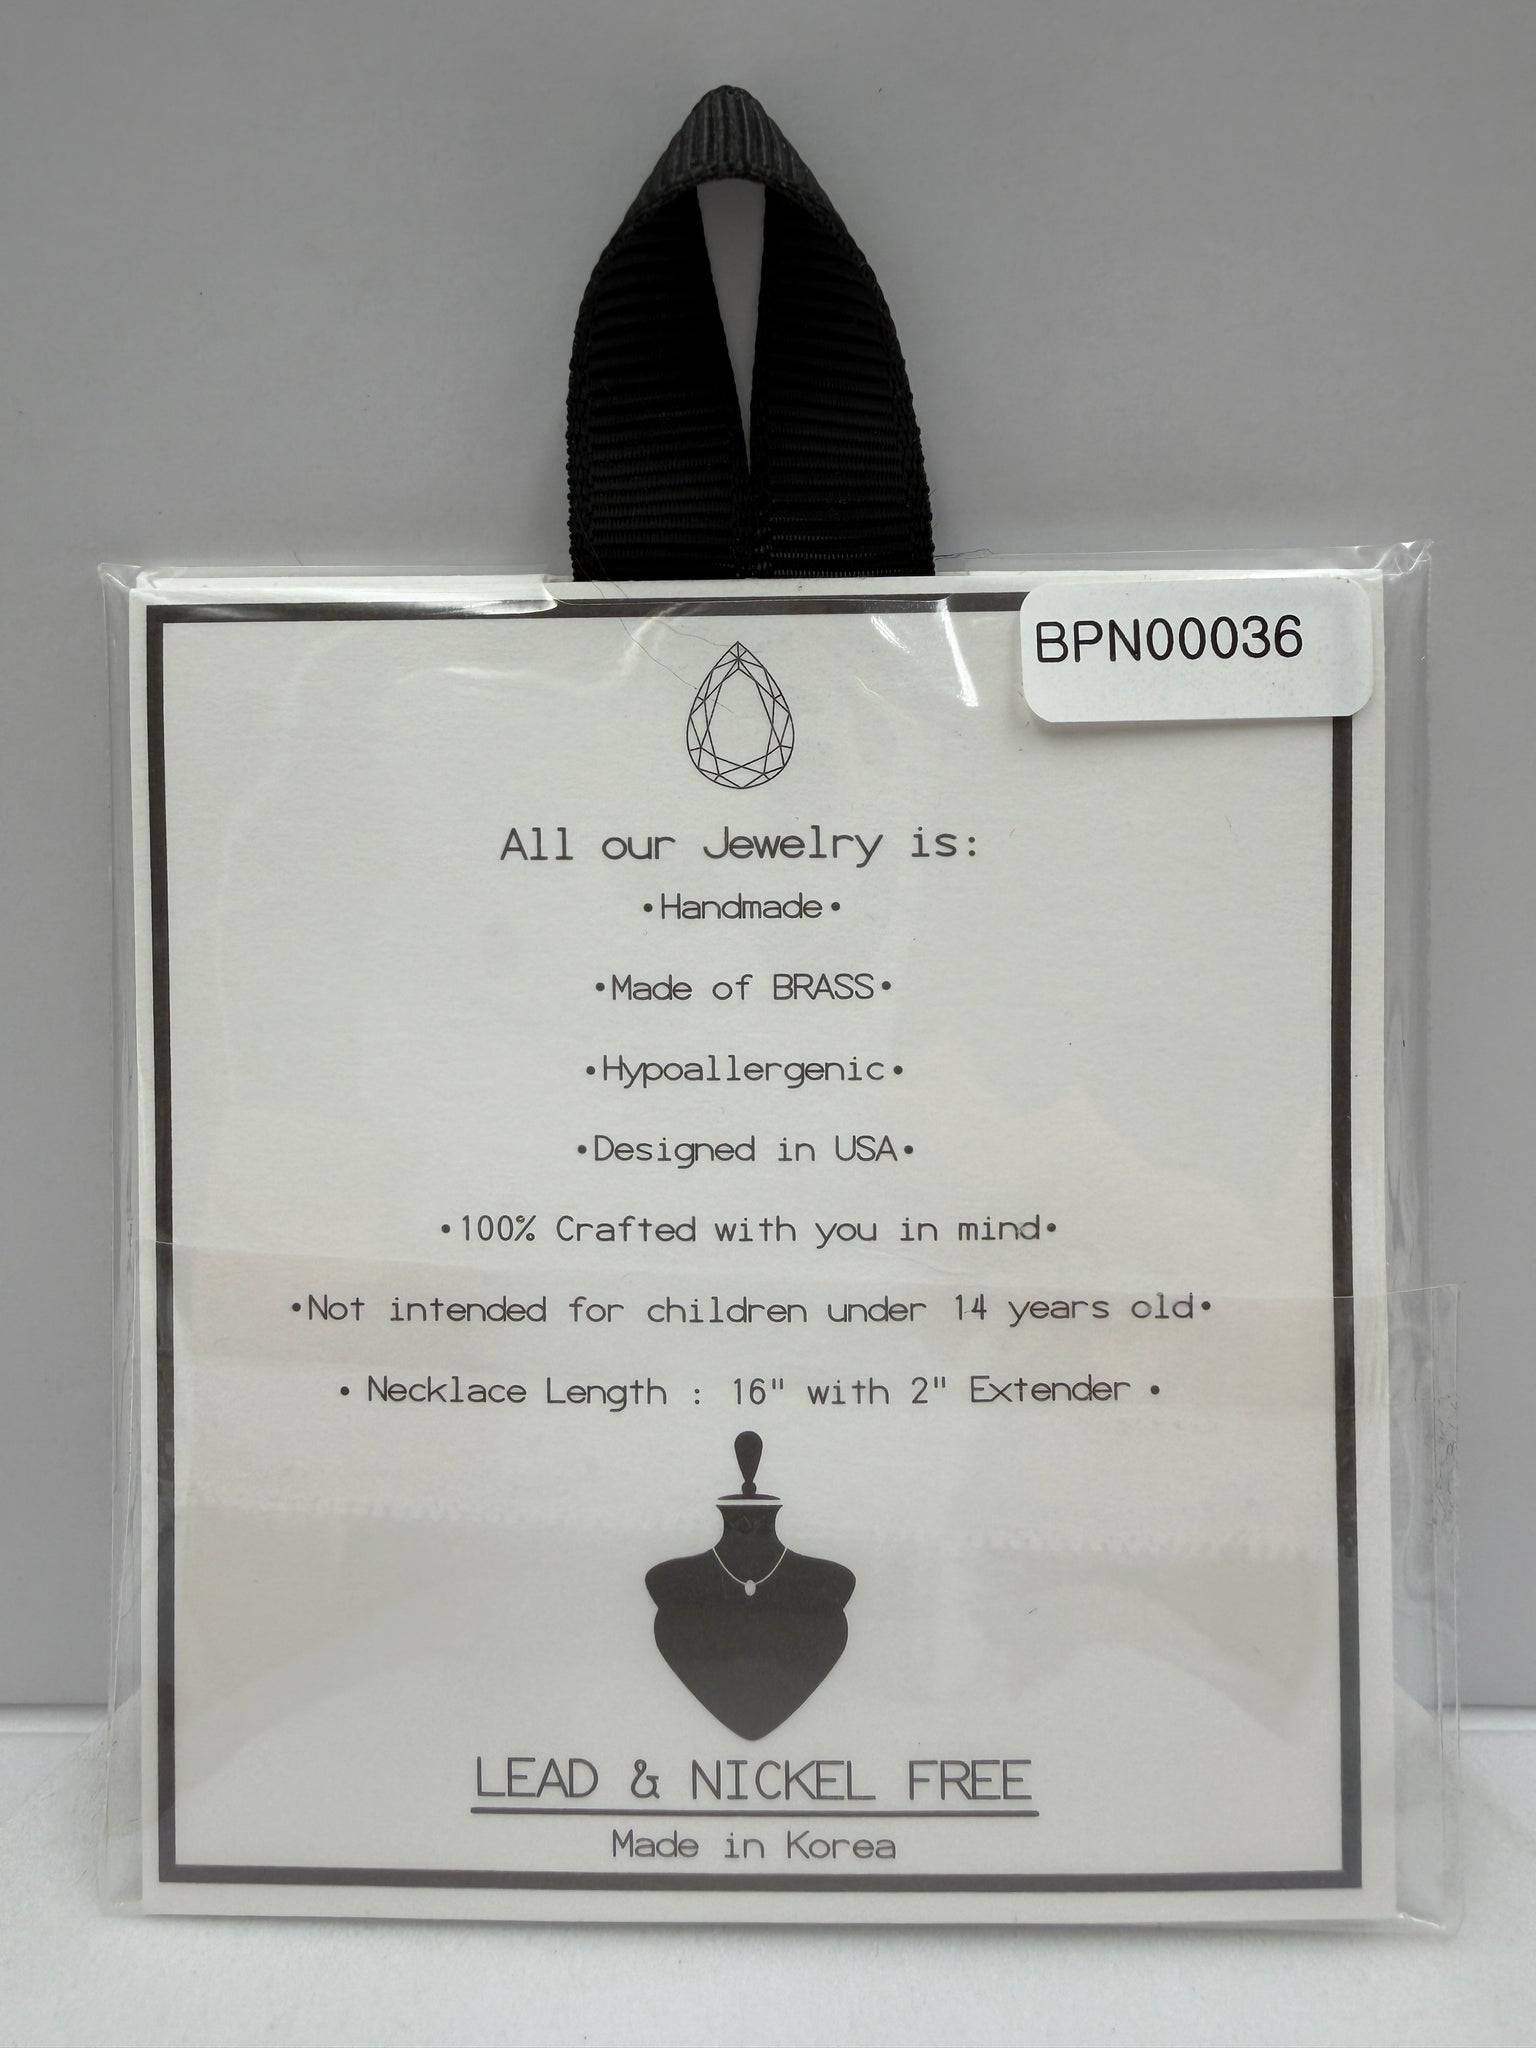 BPN00036
All our Jewelry is:
•Handmade•
•Made of BRASS•
•Hypoallergenic•
•Designed in USA•
•100% Crafted with you in mind•
•Not intended for children under 14 years old•
• Necklace Length : 16" with 2" Extender •
LEAD & NICKEL FREE
Made in Korea